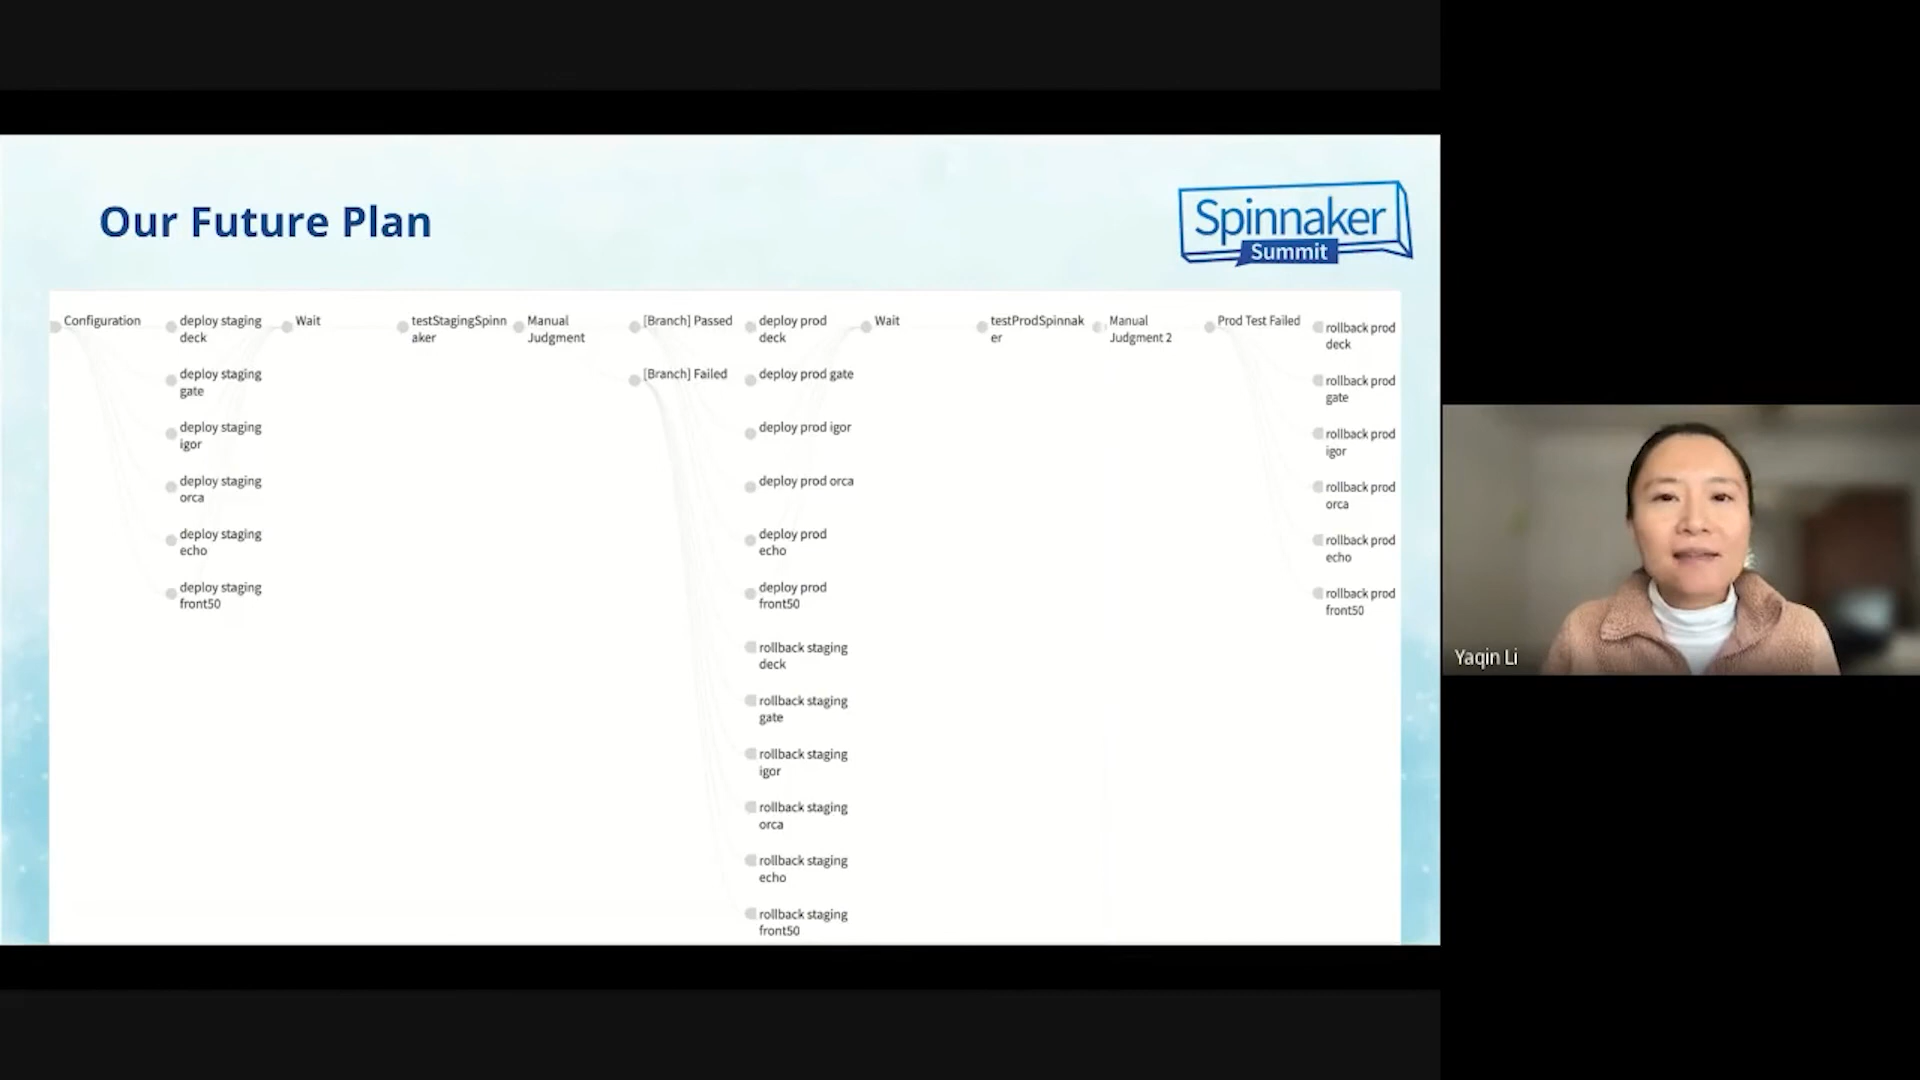 Our Future Plan
Spinnaker
Summit
Configuration
deploy staging
deck
deploy staging
gate
deploy staging
igor
deploy staging
orca
deploy staging
echo
deploy staging
front50
Wait
testStagingSpinn
aker
Manual
Judgment
[Branch] Passed
[Branch] Failed
deploy prod
deck
deploy prod gate
deploy prod igor
deploy prod orca
deploy prod
echo
deploy prod
front50
rollback staging
deck
rollback staging
gate
rollback staging
igor
rollback staging
orca
rollback staging
echo
rollback staging
front50
Wait
testProdSpinnak
er
Manual
Judgment 2
Prod Test Failed
rollback prod
deck
rollback prod
gate
rollback prod
igor
rollback prod
orca
rollback prod
echo
rollback prod
front50
Yaqin Li